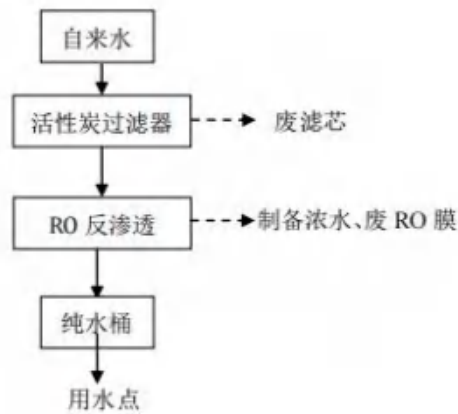 自来水
活性炭过滤器
废滤芯
RO 反渗透
制备浓水、废 RO 膜
纯水桶
用水点